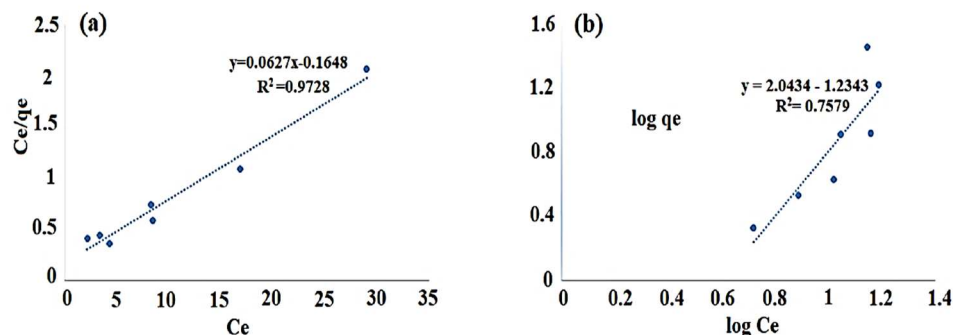 (a)
2.5
2
1.5
1
0.5
0
Ce/qe
y=0.0627x-0.1648
R²=0.9728
0 5 10 15 20 25 30 35
Ce
(b)
1.6
1.2
0.8
0.4
0
log qe
y = 2.0434 - 1.2343
R²= 0.7579
0 0.2 0.4 0.6 0.8 1 1.2 1.4
log Ce